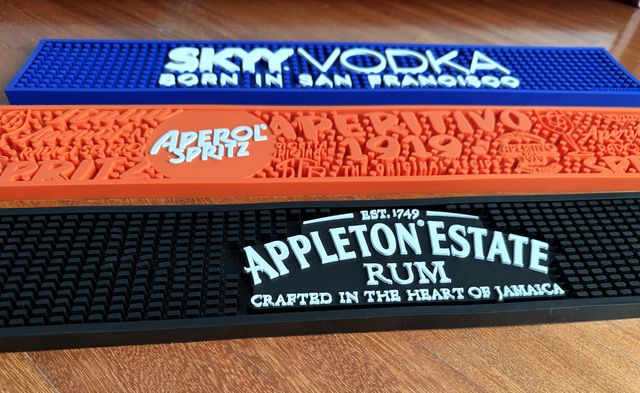 SKYY VODKA
BORN IN SAN FRANCISCO
APEROL
SPRITZ
APERITIVO
1919
SPRITZ
EST. 1749
APPLETON® ESTATE
RUM
CRAFTED IN THE HEART OF JAMAICA